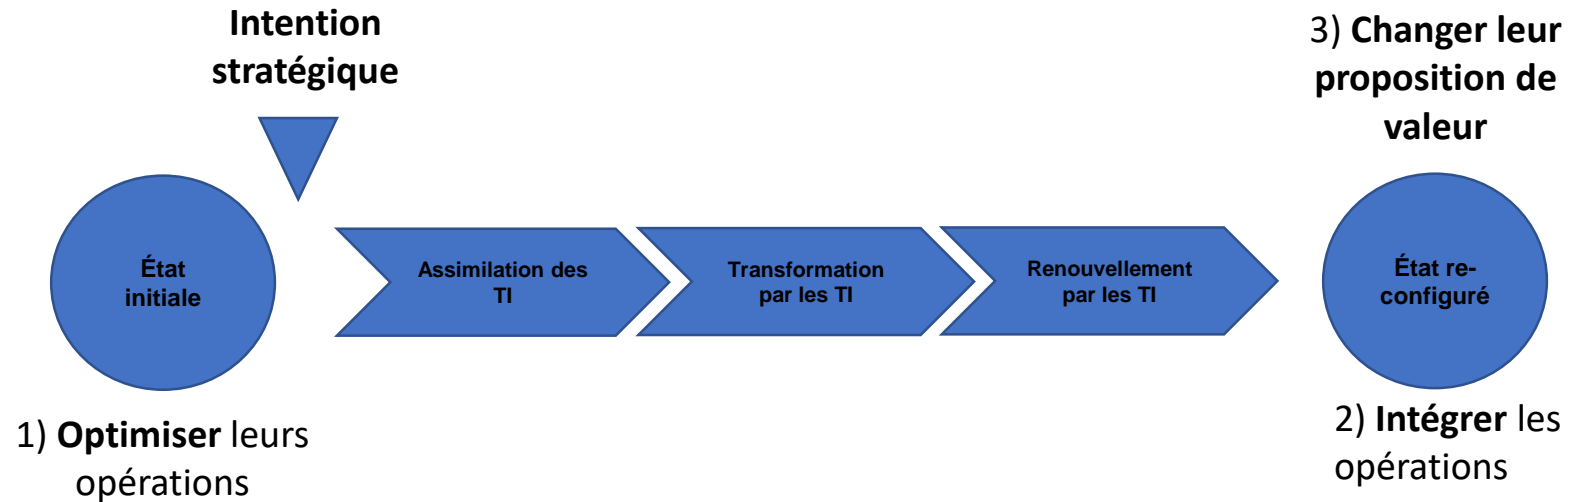 Intention
stratégique
3) Changer leur
proposition de
valeur
État
initiale
Assimilation des
TI
Transformation
par les TI
Renouvellement
par les TI
État re-
configuré
1) Optimiser leurs
opérations
2) Intégrer les
opérations